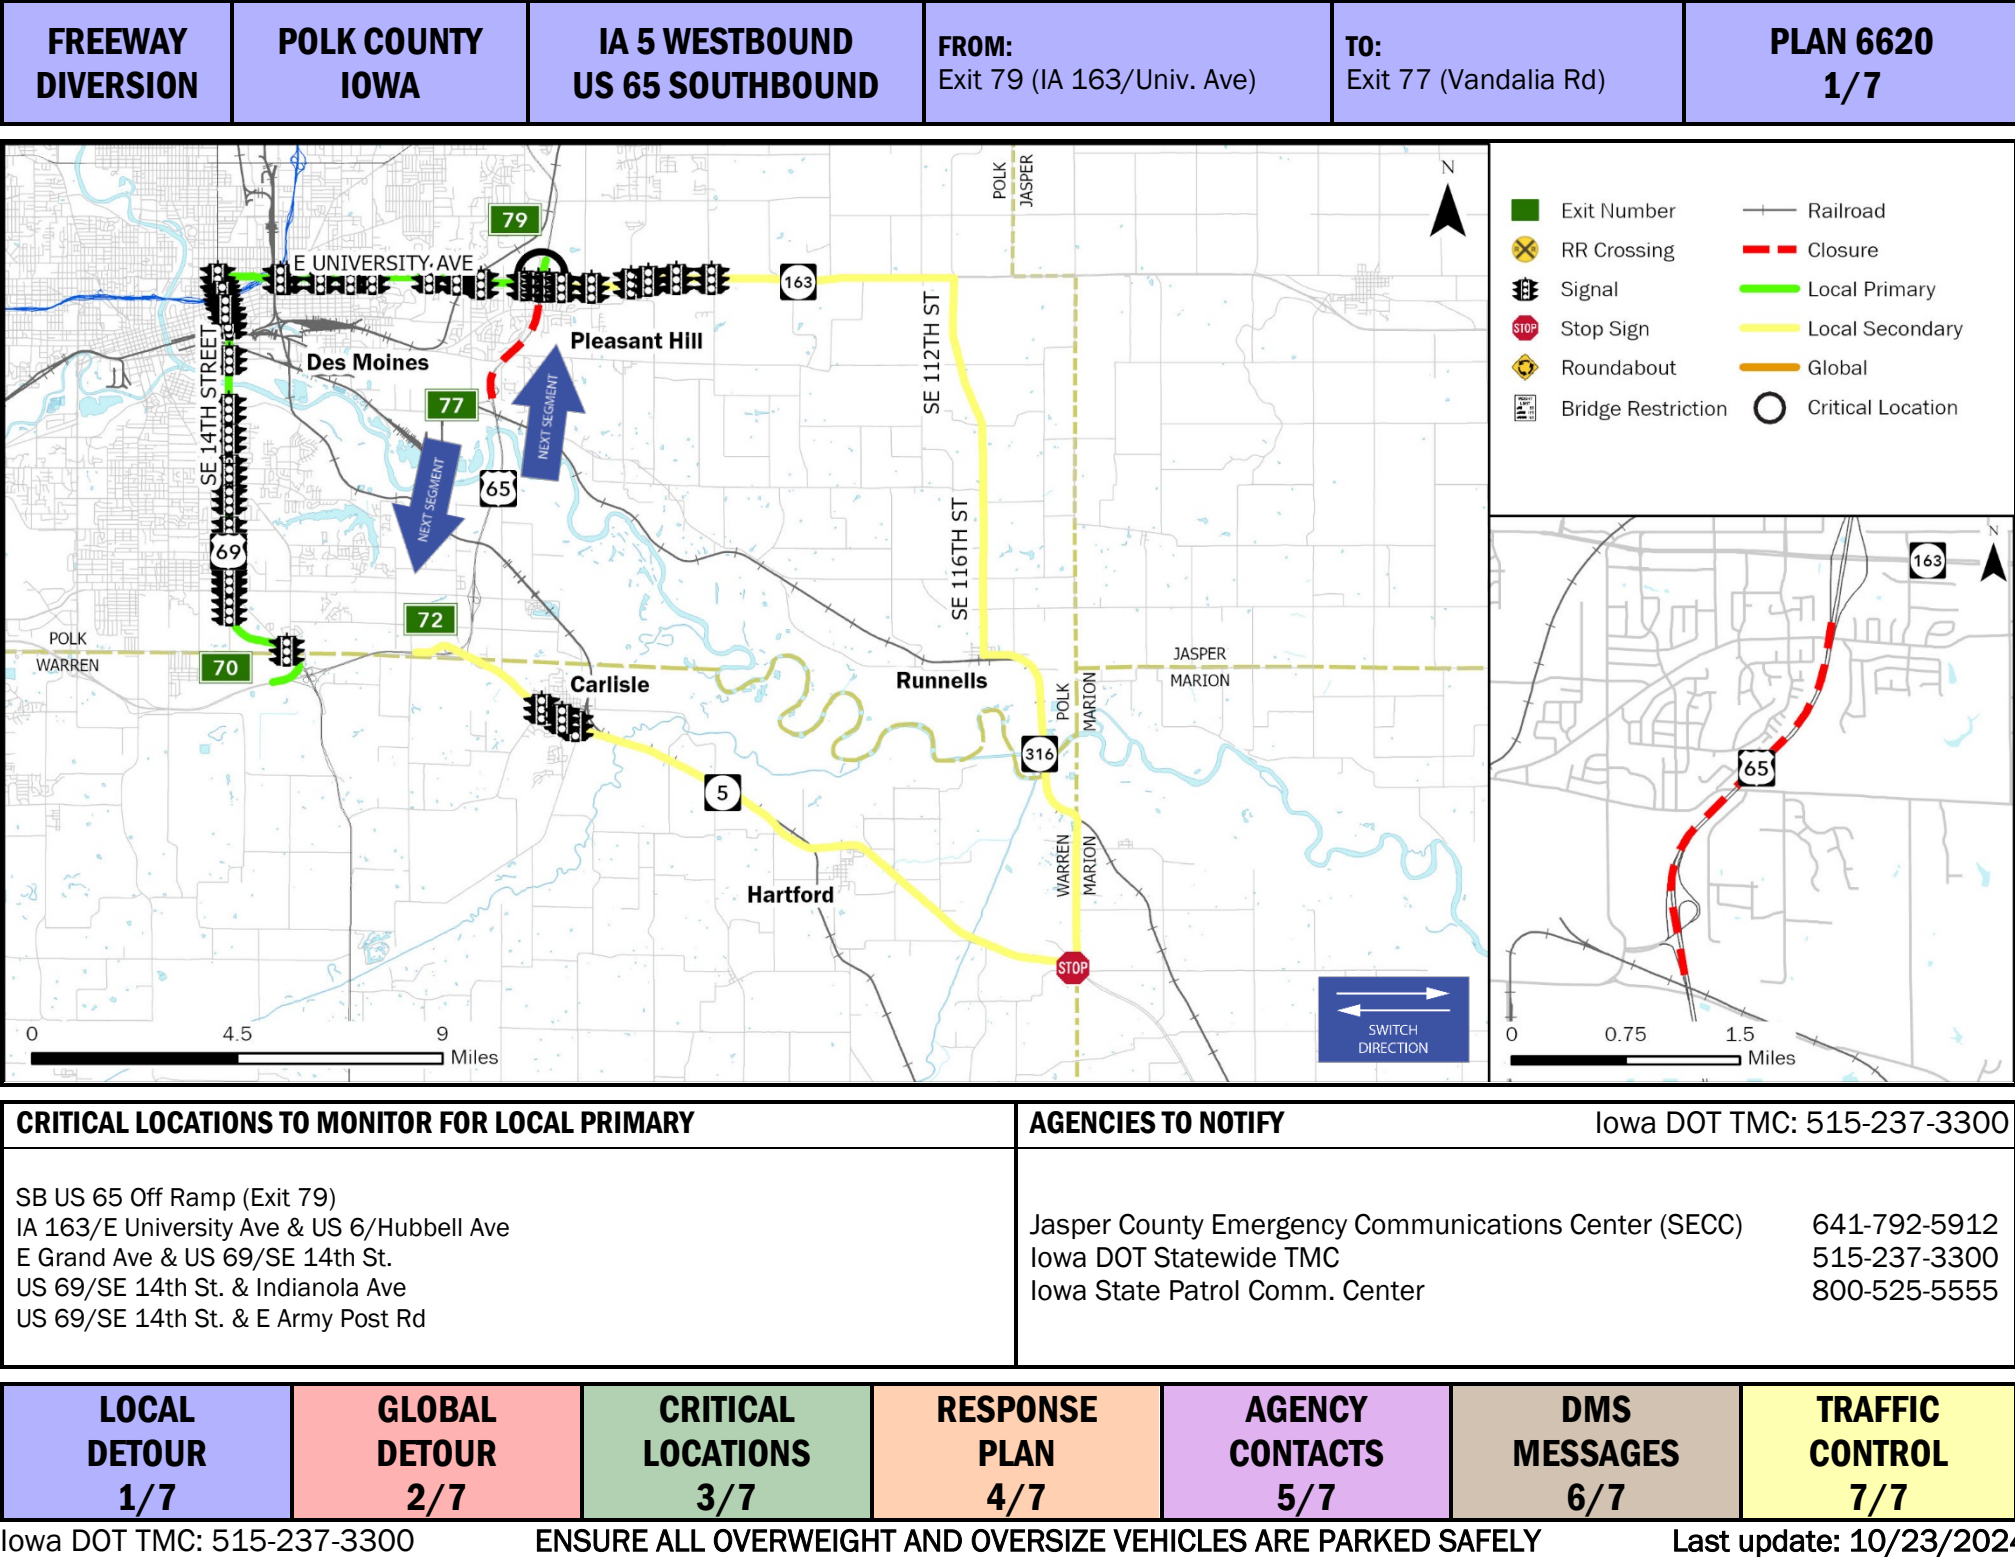 FREEWAY
DIVERSION
POLK COUNTY
IOWA
IA 5 WESTBOUND
US 65 SOUTHBOUND
FROM:
Exit 79 (IA 163/Univ. Ave)
TO:
Exit 77 (Vandalia Rd)
PLAN 6620
1/7
POLK
JASPER
N
79
E UNIVERSITY AVE
163
Pleasant Hill
Des Moines
SE 14TH STREET
SE 112TH ST
77
NEXT SEGMENT
NEXT SEGMENT
65
69
SE 116TH ST
72
POLK
WARREN
70
JASPER
MARION
Carlisle
Runnells
POLK
MARION
316
5
WARREN
MARION
Hartford
STOP
0
4.5
9
Miles
SWITCH
DIRECTION
Exit Number
RR Crossing
Signal
STOP
Stop Sign
Roundabout
Bridge Restriction
Railroad
Closure
Local Primary
Local Secondary
Global
Critical Location
N
163
65
0
0.75
1.5
Miles
CRITICAL LOCATIONS TO MONITOR FOR LOCAL PRIMARY
SB US 65 Off Ramp (Exit 79)
IA 163/E University Ave & US 6/Hubbell Ave
E Grand Ave & US 69/SE 14th St.
US 69/SE 14th St. & Indianola Ave
US 69/SE 14th St. & E Army Post Rd
AGENCIES TO NOTIFY Iowa DOT TMC: 515-237-3300
Jasper County Emergency Communications Center (SECC) 641-792-5912
Iowa DOT Statewide TMC 515-237-3300
Iowa State Patrol Comm. Center 800-525-5555
LOCAL
DETOUR
1/7
GLOBAL
DETOUR
2/7
CRITICAL
LOCATIONS
3/7
RESPONSE
PLAN
4/7
AGENCY
CONTACTS
5/7
DMS
MESSAGES
6/7
TRAFFIC
CONTROL
7/7
Iowa DOT TMC: 515-237-3300 ENSURE ALL OVERWEIGHT AND OVERSIZE VEHICLES ARE PARKED SAFELY Last update: 10/23/202